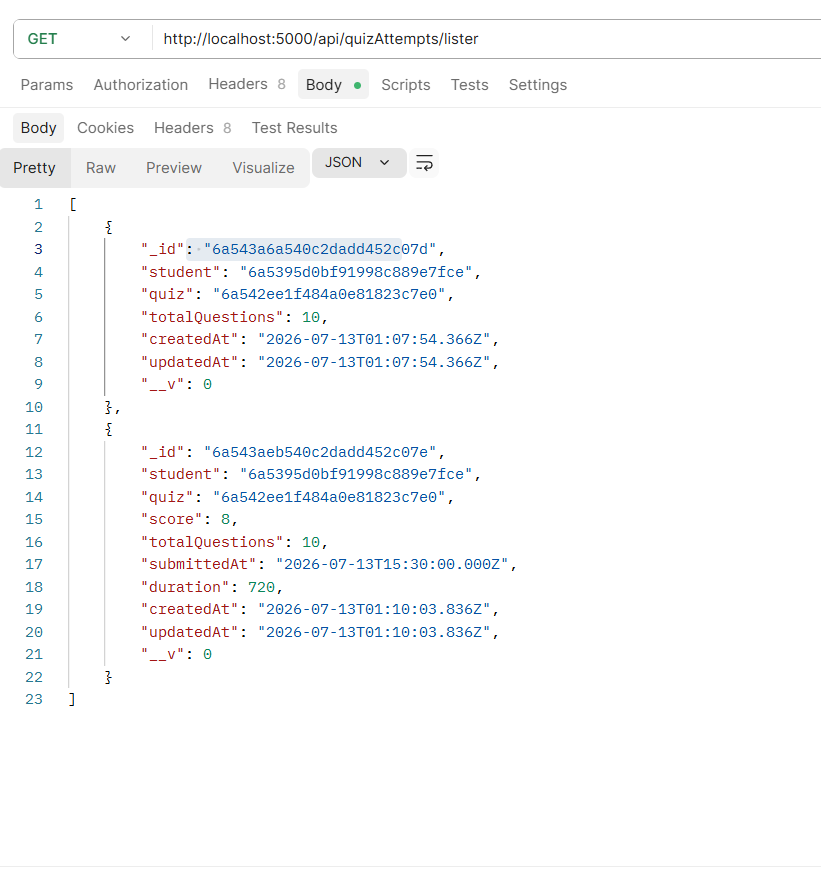 GET http://localhost:5000/api/quizAttempts/lister
Params Authorization Headers 8 Body Scripts Tests Settings
Body Cookies Headers 8 Test Results
Pretty Raw Preview Visualize JSON
1 [
2 {
3 "_id": "6a543a6a540c2dadd452c07d",
4 "student": "6a5395d0bf91998c889e7fce",
5 "quiz": "6a542ee1f484a0e81823c7e0",
6 "totalQuestions": 10,
7 "createdAt": "2026-07-13T01:07:54.366Z",
8 "updatedAt": "2026-07-13T01:07:54.366Z",
9 "__v": 0
10 },
11 {
12 "_id": "6a543aeb540c2dadd452c07e",
13 "student": "6a5395d0bf91998c889e7fce",
14 "quiz": "6a542ee1f484a0e81823c7e0",
15 "score": 8,
16 "totalQuestions": 10,
17 "submittedAt": "2026-07-13T15:30:00.000Z",
18 "duration": 720,
19 "createdAt": "2026-07-13T01:10:03.836Z",
20 "updatedAt": "2026-07-13T01:10:03.836Z",
21 "__v": 0
22 }
23 ]